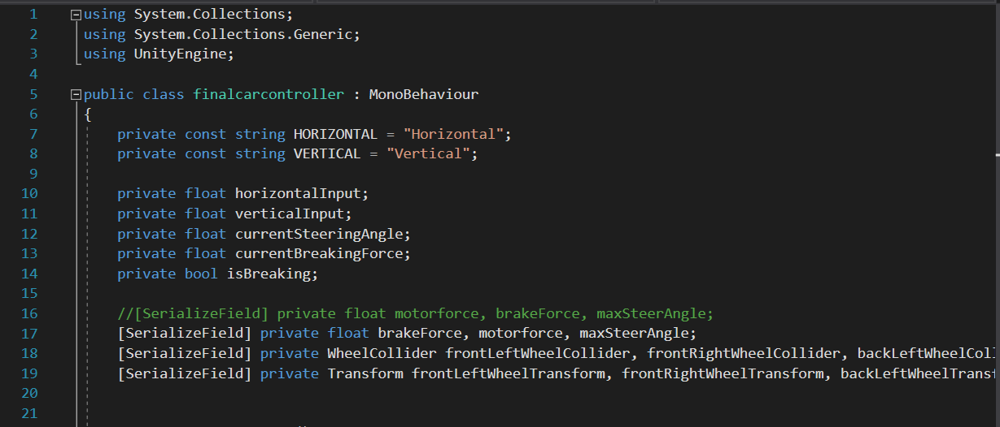 1 using System.Collections;
2 using System.Collections.Generic;
3 using UnityEngine;
4
5 public class finalcarcontroller : MonoBehaviour
6 {
7 private const string HORIZONTAL = "Horizontal";
8 private const string VERTICAL = "Vertical";
9
10 private float horizontalInput;
11 private float verticalInput;
12 private float currentSteeringAngle;
13 private float currentBreakingForce;
14 private bool isBreaking;
15
16 //[SerializeField] private float motorforce, brakeForce, maxSteerAngle;
17 [SerializeField] private float brakeForce, motorforce, maxSteerAngle;
18 [SerializeField] private WheelCollider frontLeftWheelCollider, frontRightWheelCollider,
19 [SerializeField] private Transform frontLeftWheelTransform, frontRightWheelTransform,
20
21